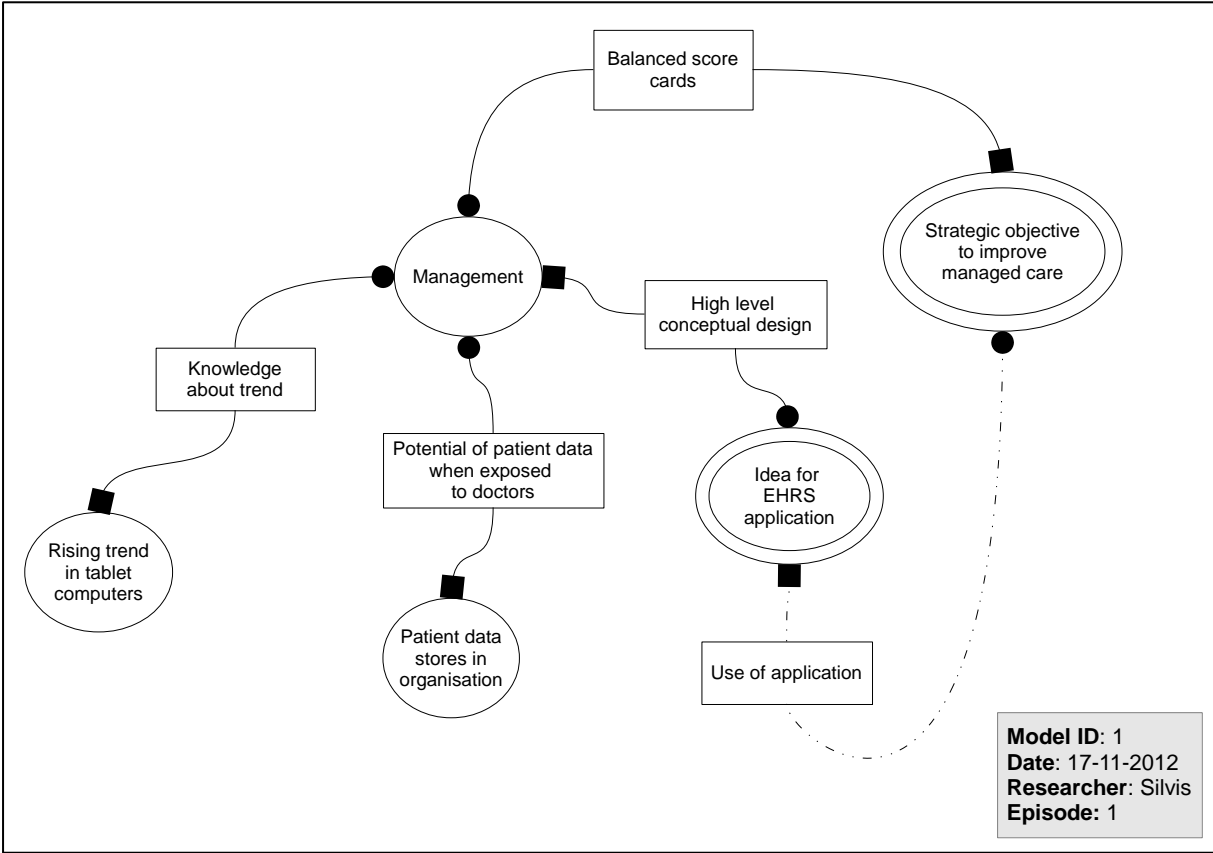 Balanced score
cards
Strategic objective
to improve
managed care
Management
High level
conceptual design
Knowledge
about trend
Potential of patient data
when exposed
to doctors
Idea for
EHRS
application
Rising trend
in tablet
computers
Patient data
stores in
organisation
Use of application
Model ID: 1
Date: 17-11-2012
Researcher: Silvis
Episode: 1